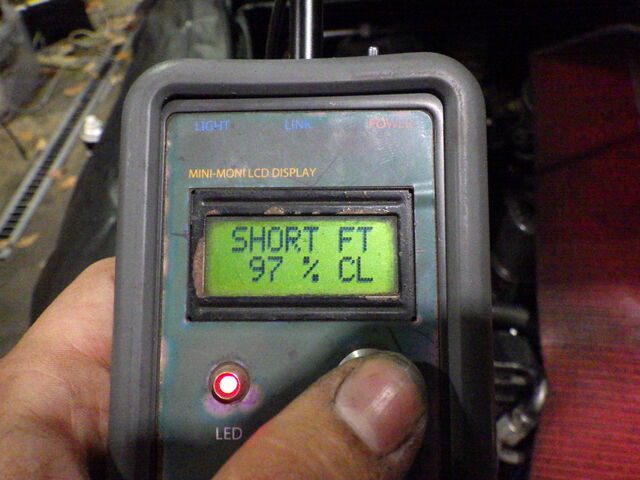 LIGHT LINK POWER
MINI-MONI LCD DISPLAY
SHORT FT
97 % CL
LED